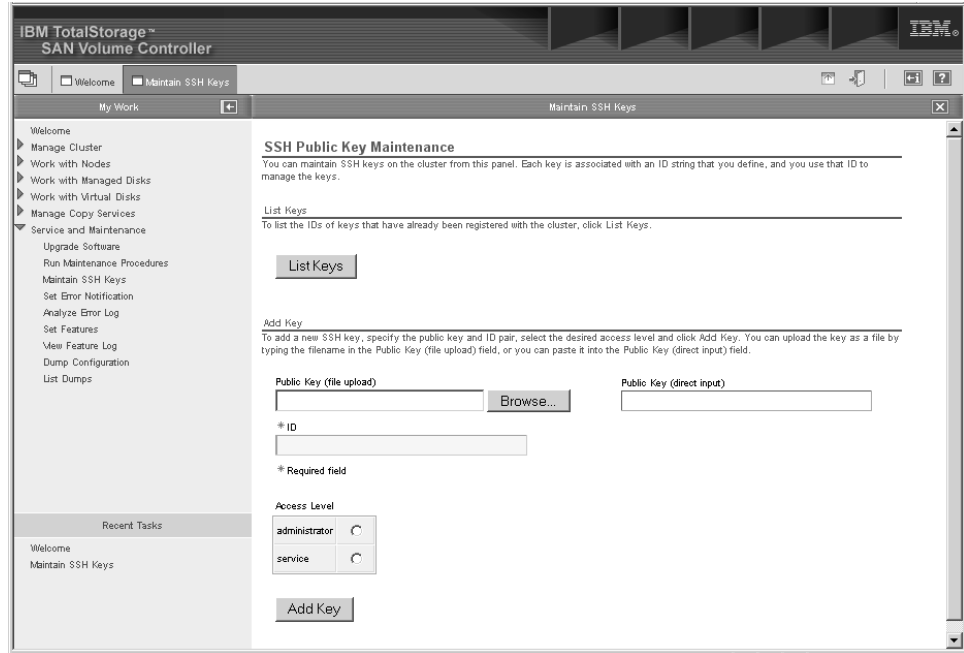 IBM TotalStorage™
SAN Volume Controller
IBM®
Welcome
Maintain SSH Keys
My Work
Maintain SSH Keys
Welcome
Manage Cluster
Work with Nodes
Work with Managed Disks
Work with Virtual Disks
Manage Copy Services
Service and Maintenance
Upgrade Software
Run Maintenance Procedures
Maintain SSH Keys
Set Error Notification
Analyze Error Log
Set Features
View Feature Log
Dump Configuration
List Dumps
Recent Tasks
Welcome
Maintain SSH Keys
SSH Public Key Maintenance
You can maintain SSH keys on the cluster from this panel. Each key is associated with an ID string that you define, and you use that ID to
manage the keys.
List Keys
To list the IDs of keys that have already been registered with the cluster, click List Keys.
List Keys
Add Key
To add a new SSH key, specify the public key and ID pair, select the desired access level and click Add Key. You can upload the key as a file by
typing the filename in the Public Key (file upload) field, or you can paste it into the Public Key (direct input) field.
Public Key (file upload)
Public Key (direct input)
Browse...
* ID
* Required field
Access Level
administrator
service
Add Key